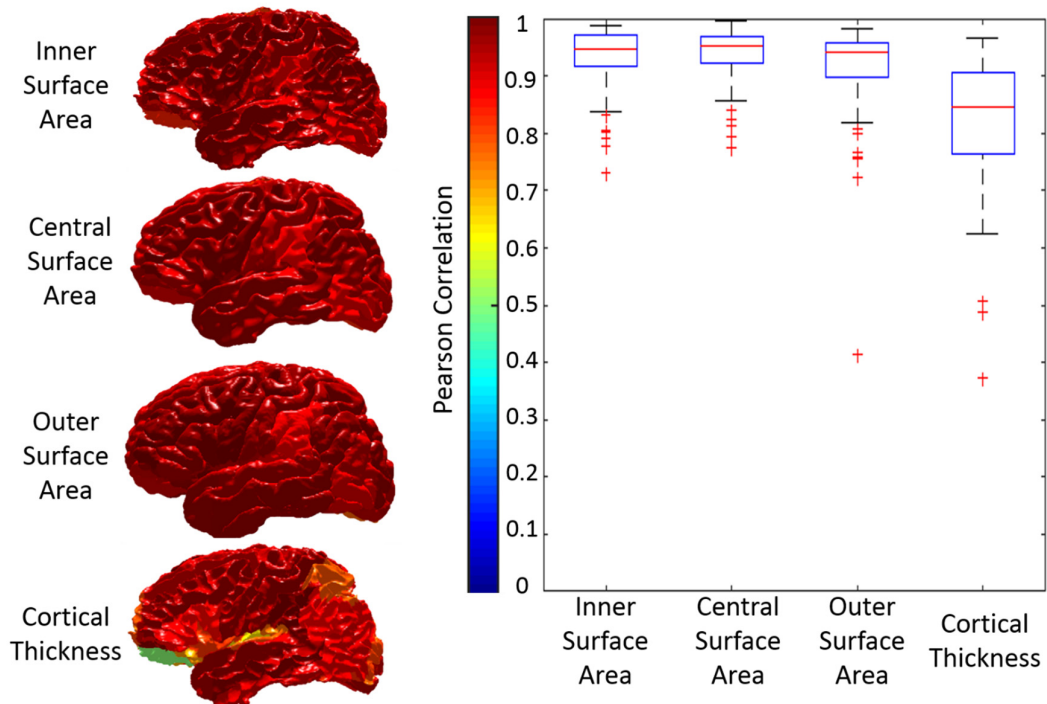 Inner
Surface
Area
Central
Surface
Area
Outer
Surface
Area
Cortical
Thickness
Pearson Correlation
1
0.9
0.8
0.7
0.6
0.5
0.4
0.3
0.2
0.1
0
Inner
Surface
Area
Central
Surface
Area
Outer
Surface
Area
Cortical
Thickness